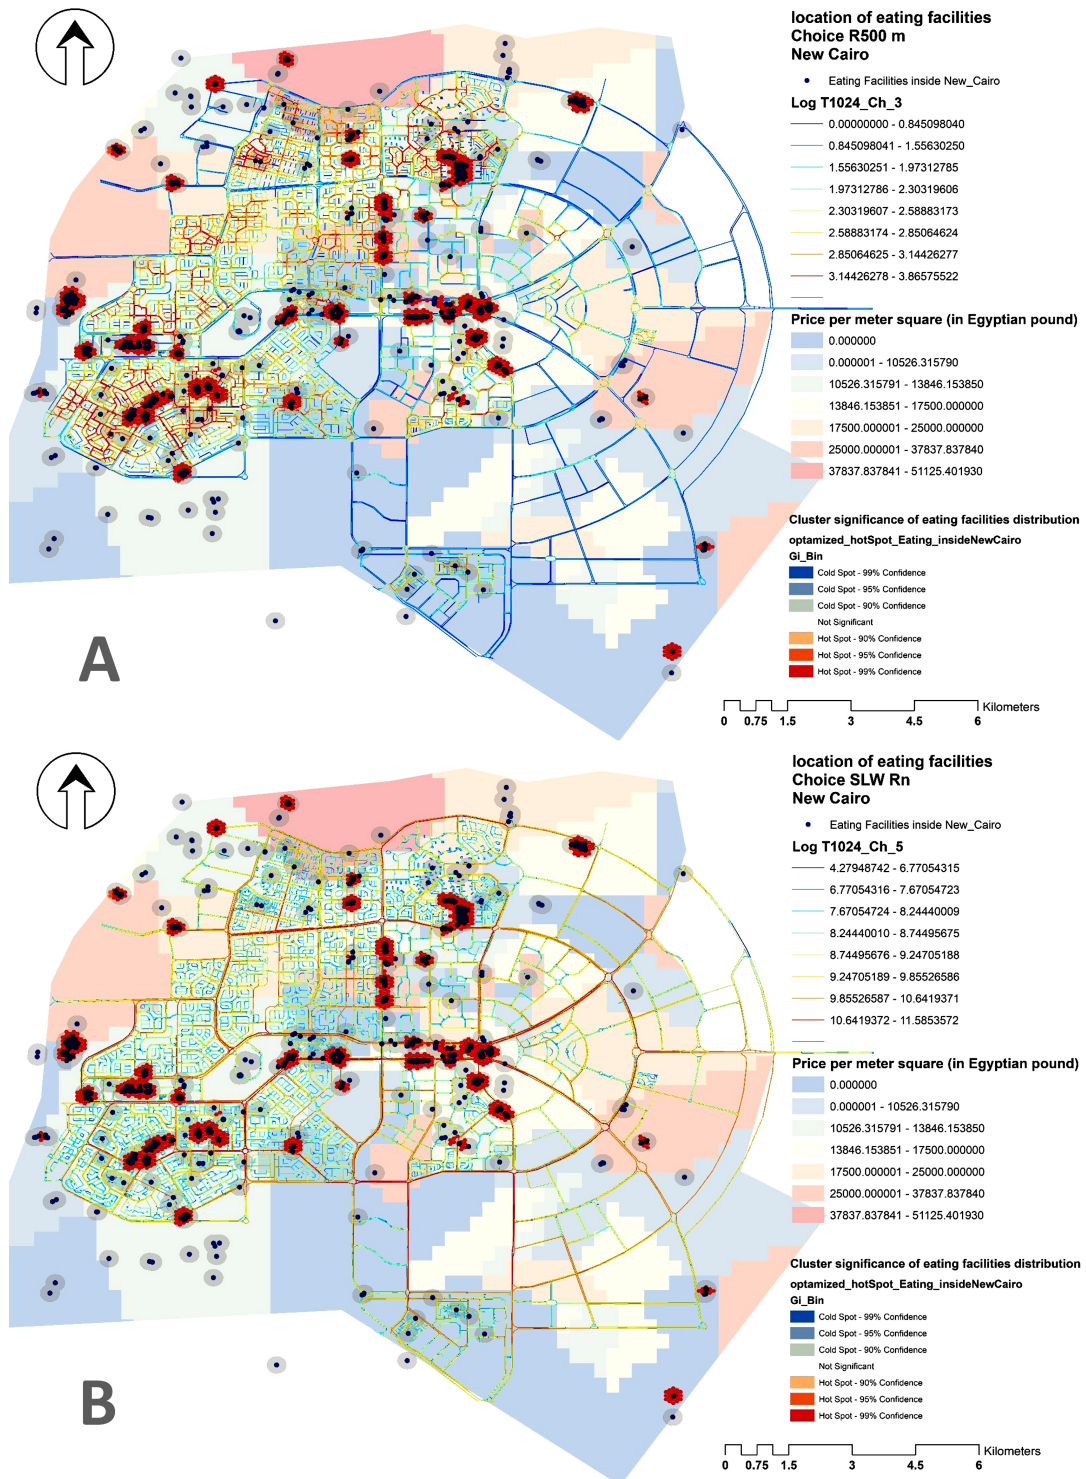 location of eating facilities
Choice R500 m
New Cairo
Eating Facilities inside New_Cairo
Log T1024_Ch_3
0.00000000 - 0.845098040
0.845098041 - 1.55630250
1.55630251 - 1.97312785
1.97312786 - 2.30319606
2.30319607 - 2.58883173
2.58883174 - 2.85064624
2.85064625 - 3.14426277
3.14426278 - 3.86575522
Price per meter square (in Egyptian pound)
0.000000
0.000001 - 10526.315790
10526.315791 - 13846.153850
13846.153851 - 17500.000000
17500.000001 - 25000.000000
25000.000001 - 37837.837840
37837.837841 - 51125.401930
Cluster significance of eating facilities distribution
optamized_hotSpot_Eating_insideNewCairo
Gi_Bin
Cold Spot - 99% Confidence
Cold Spot - 95% Confidence
Cold Spot - 90% Confidence
Not Significant
Hot Spot - 90% Confidence
Hot Spot - 95% Confidence
Hot Spot - 99% Confidence
A
Kilometers
0 0.75 1.5 3 4.5 6
location of eating facilities
Choice SLW Rn
New Cairo
Eating Facilities inside New_Cairo
Log T1024_Ch_5
4.27948742 - 6.77054315
6.77054316 - 7.67054723
7.67054724 - 8.24440009
8.24440010 - 8.74495675
8.74495676 - 9.24705188
9.24705189 - 9.85526586
9.85526587 - 10.6419371
10.6419372 - 11.5853572
Price per meter square (in Egyptian pound)
0.000000
0.000001 - 10526.315790
10526.315791 - 13846.153850
13846.153851 - 17500.000000
17500.000001 - 25000.000000
25000.000001 - 37837.837840
37837.837841 - 51125.401930
Cluster significance of eating facilities distribution
optamized_hotSpot_Eating_insideNewCairo
Gi_Bin
Cold Spot - 99% Confidence
Cold Spot - 95% Confidence
Cold Spot - 90% Confidence
Not Significant
Hot Spot - 90% Confidence
Hot Spot - 95% Confidence
Hot Spot - 99% Confidence
B
Kilometers
0 0.75 1.5 3 4.5 6